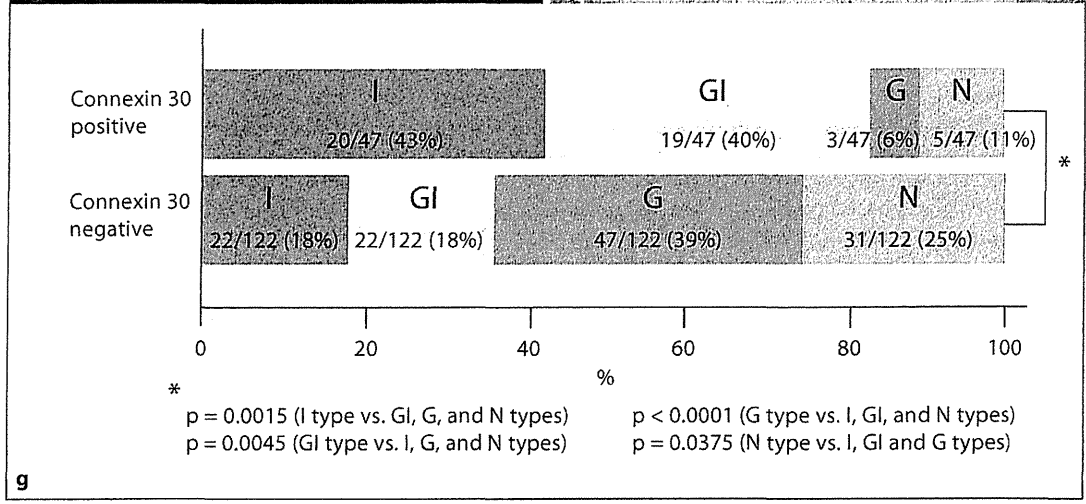 Connexin 30
positive
I GI G N
20/47 (43%) 19/47 (40%) 3/47 (6%) 5/47 (11%)
*
Connexin 30
negative
I GI G N
22/122 (18%) 22/122 (18%) 47/122 (39%) 31/122 (25%)
0 20 40 60 80 100
%
*
p = 0.0015 (I type vs. GI, G, and N types) p < 0.0001 (G type vs. I, GI, and N types)
p = 0.0045 (GI type vs. I, G, and N types) p = 0.0375 (N type vs. I, GI and G types)
g